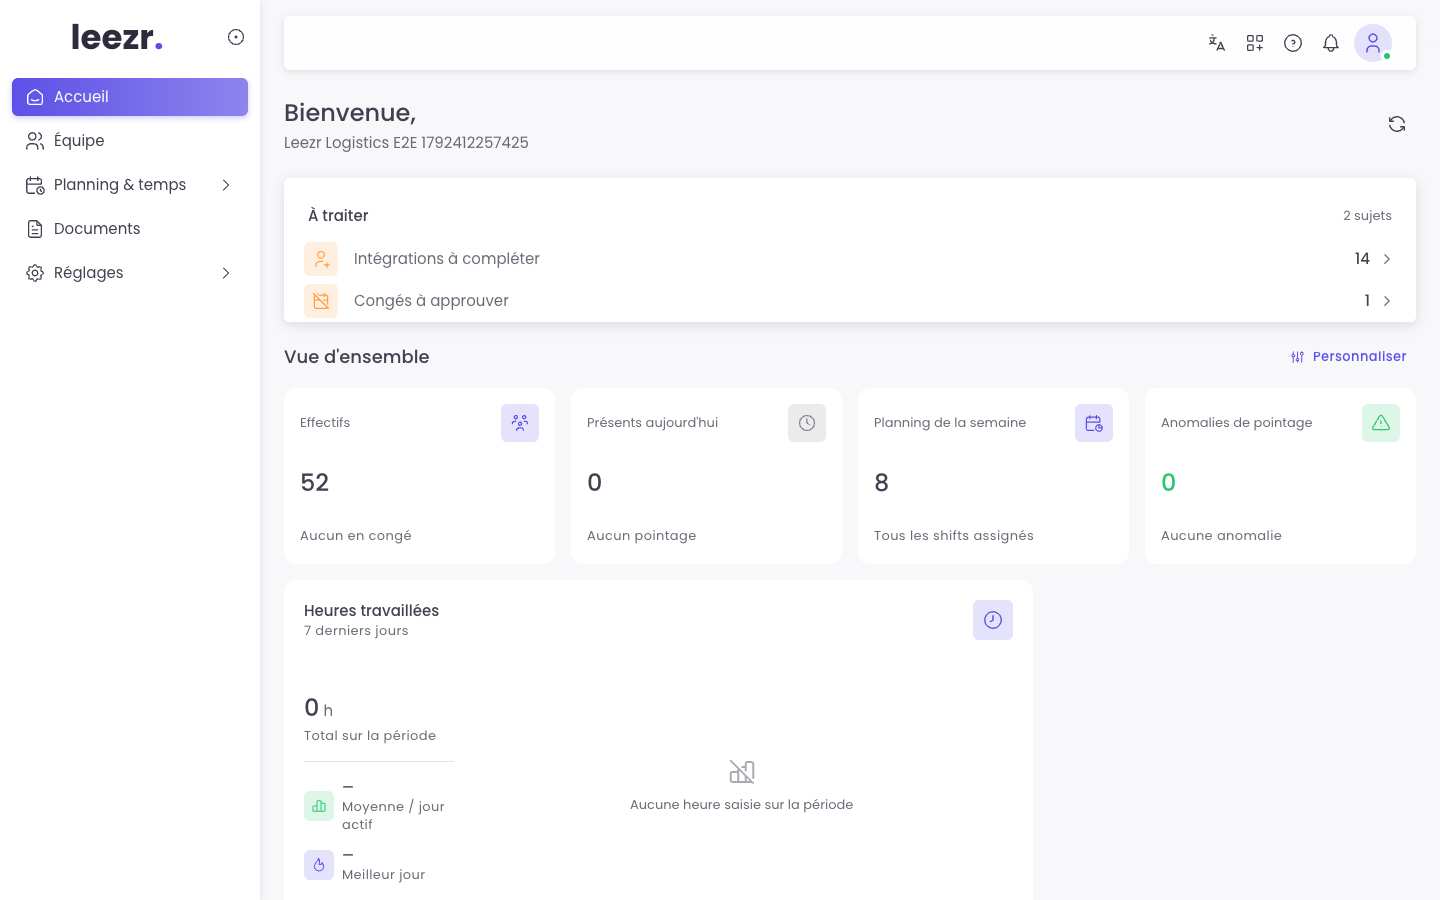 leezr.
Accueil
Équipe
Planning & temps
Documents
Réglages
Bienvenue,
Leezr Logistics E2E 1792412257425
À traiter
2 sujets
Intégrations à compléter
14
Congés à approuver
1
Vue d'ensemble
Personnaliser
Effectifs
52
Aucun en congé
Présents aujourd'hui
0
Aucun pointage
Planning de la semaine
8
Tous les shifts assignés
Anomalies de pointage
0
Aucune anomalie
Heures travaillées
7 derniers jours
0 h
Total sur la période
–
Moyenne / jour
actif
–
Meilleur jour
Aucune heure saisie sur la période